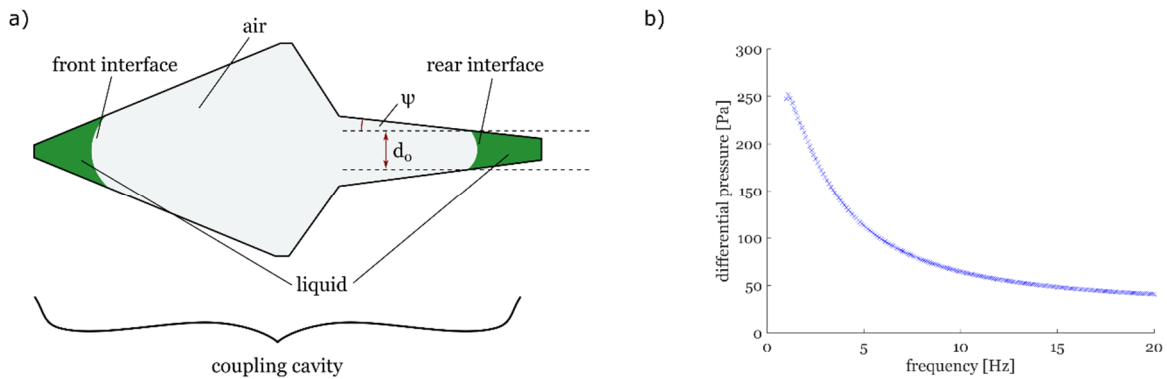 a)
air
front interface
rear interface
ψ
d₀
liquid
coupling cavity
b)
differential pressure [Pa]
300
250
200
150
100
50
0
0 5 10 15 20
frequency [Hz]